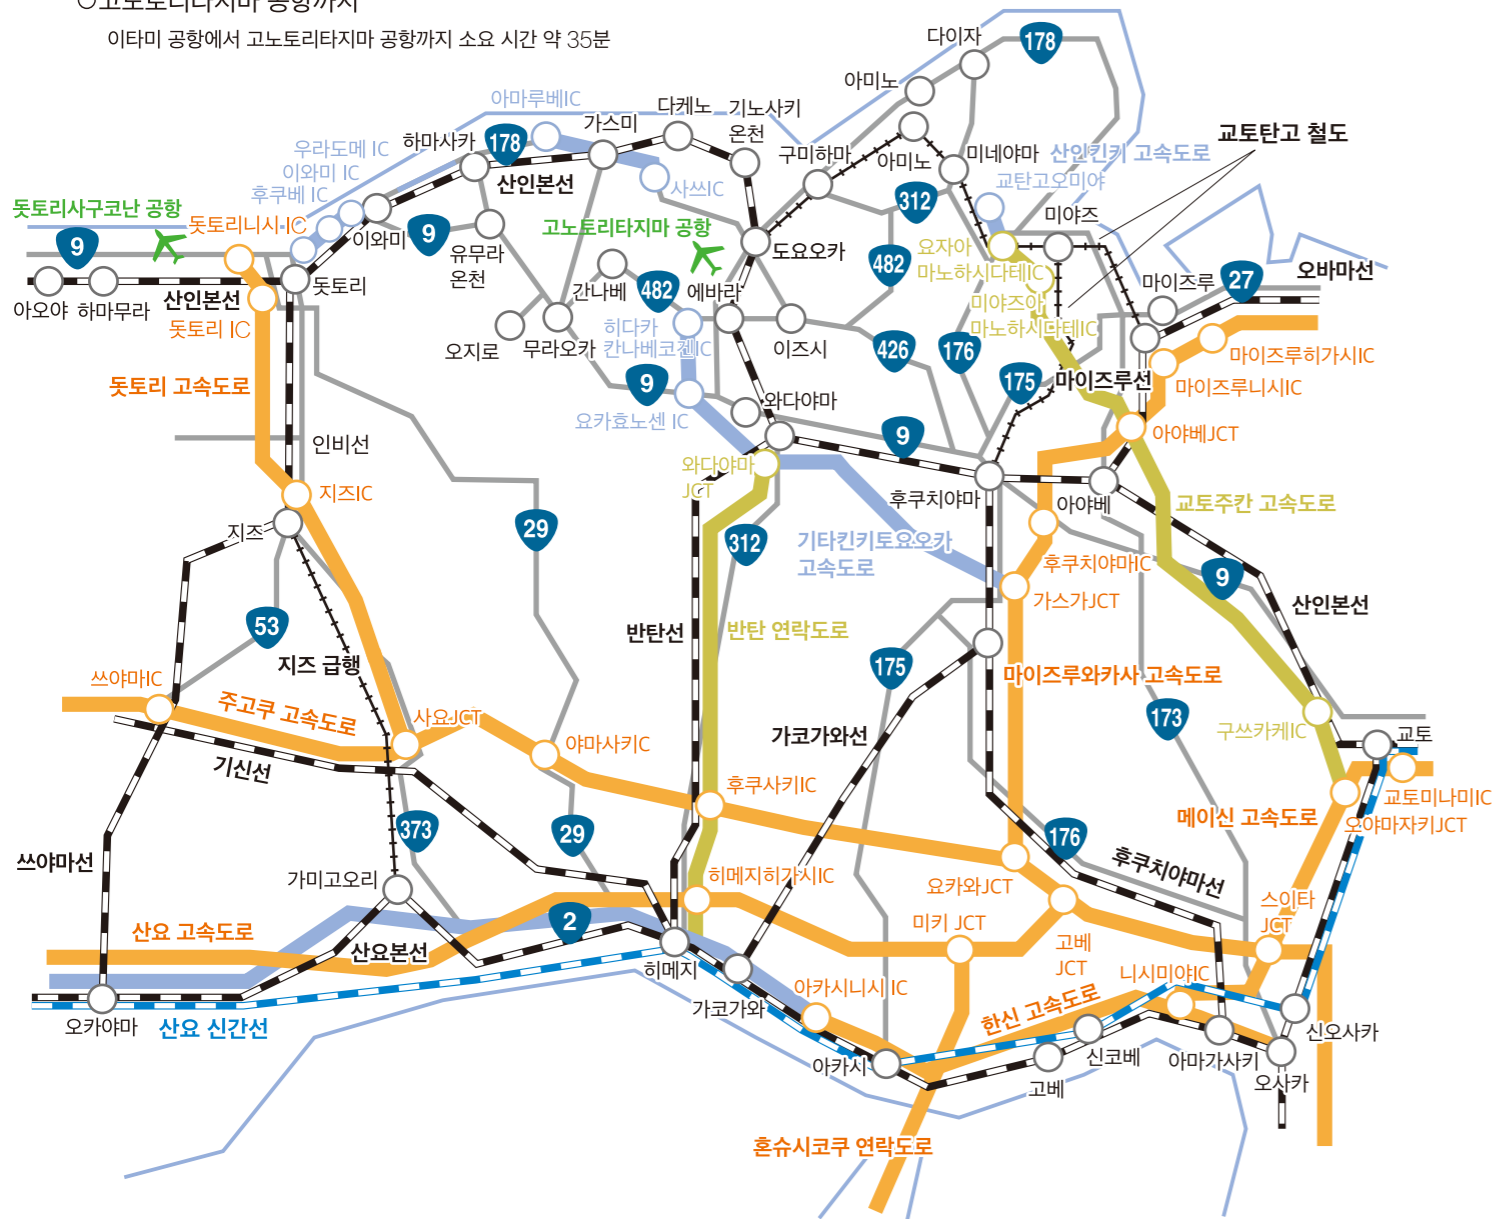 ○고노토리타지마 공항까지
이타미 공항에서 고노토리타지마 공항까지 소요 시간 약 35분
다이자
178
아미노
아마루베IC
다케노
기노사키
온천
가스미
하마사카
178
우라도메 IC
이와미 IC
후쿠베 IC
산인본선
사쓰IC
구미하마
아미노
미네야마
산인킨키 고속도로
교토탄고 철도
교탄고오미야
312
미야즈
돗토리사구코난 공항
돗토리니시 IC
9
이와미
9
유무라
온천
고노토리타지마 공항
도요오카
482
요자아
마노하시다테IC
마이즈루
27
오바마선
아오야
하마무라
산인본선
돗토리
돗토리 IC
간나베
482
에바라
미야즈아
마노하시다테IC
오지로
무라오카
히다카
칸나베코겐IC
이즈시
426
176
마이즈루히가시IC
돗토리 고속도로
9
요카효노센 IC
와다야마
175
마이즈루선
마이즈루니시IC
인비선
9
아야베JCT
와다야마
JCT
지즈IC
후쿠치야마
아야베
교토주칸 고속도로
지즈
29
312
기타킨키토요오카
고속도로
후쿠치야마IC
9
가스가JCT
산인본선
53
반탄선
반탄 연락도로
지즈 급행
175
마이즈루와카사 고속도로
쓰야마IC
주고쿠 고속도로
사요JCT
173
구쓰카케IC
야마사키C
가코가와선
교토
기신선
후쿠사키IC
교토미나미IC
메이신 고속도로
오야마자키JCT
373
29
176
쓰야마선
후쿠치야마선
가미고오리
히메지히가시IC
요카와JCT
스이타
JCT
산요 고속도로
2
미키 JCT
고베
JCT
산요본선
히메지
니시미야IC
아카시니시 IC
가코가와
한신 고속도로
오카야마
산요 신간선
신오사카
아카시
신코베
아마가사키
고베
오사카
혼슈시코쿠 연락도로